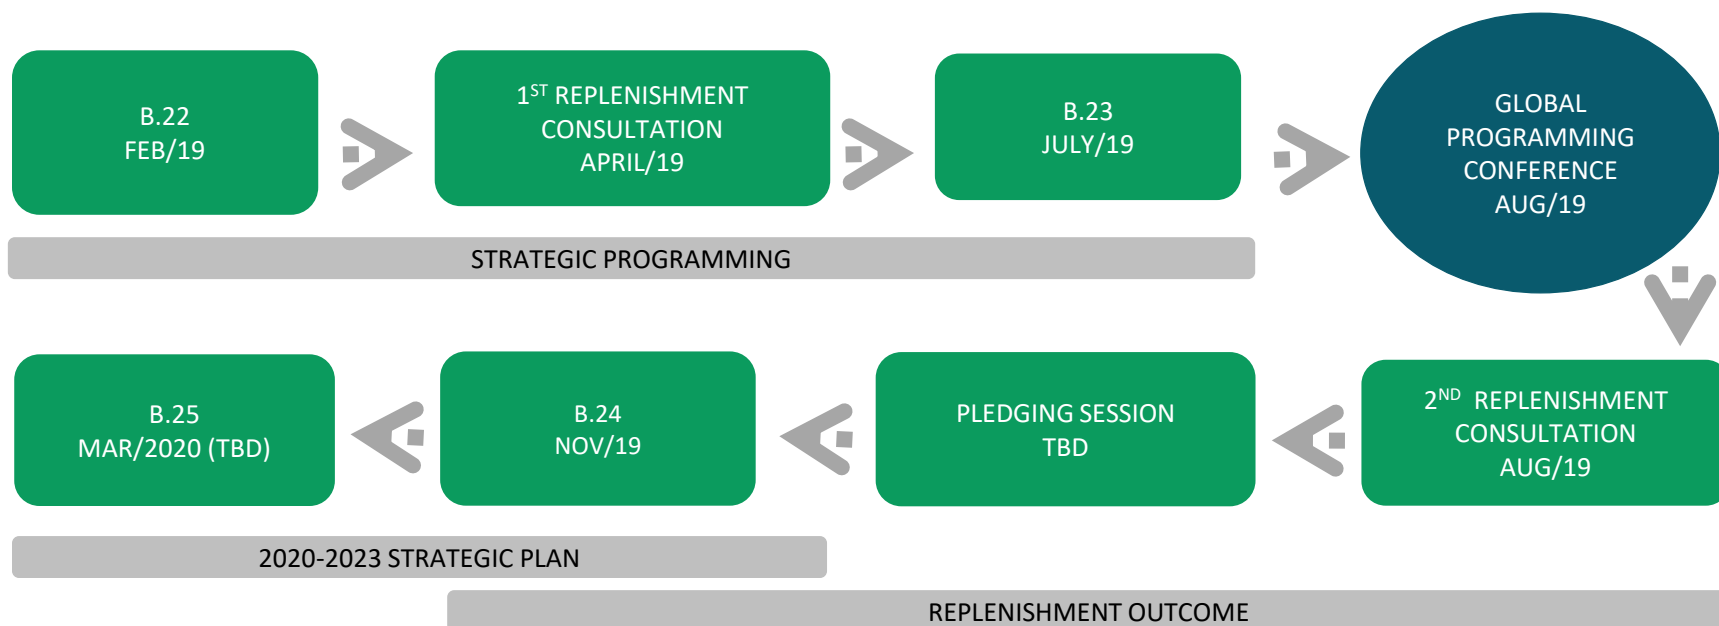 B.22
FEB/19
1ST REPLENISHMENT
CONSULTATION
APRIL/19
B.23
JULY/19
GLOBAL
PROGRAMMING
CONFERENCE
AUG/19
STRATEGIC PROGRAMMING
B.25
MAR/2020 (TBD)
B.24
NOV/19
PLEDGING SESSION
TBD
2ND REPLENISHMENT
CONSULTATION
AUG/19
2020-2023 STRATEGIC PLAN
REPLENISHMENT OUTCOME